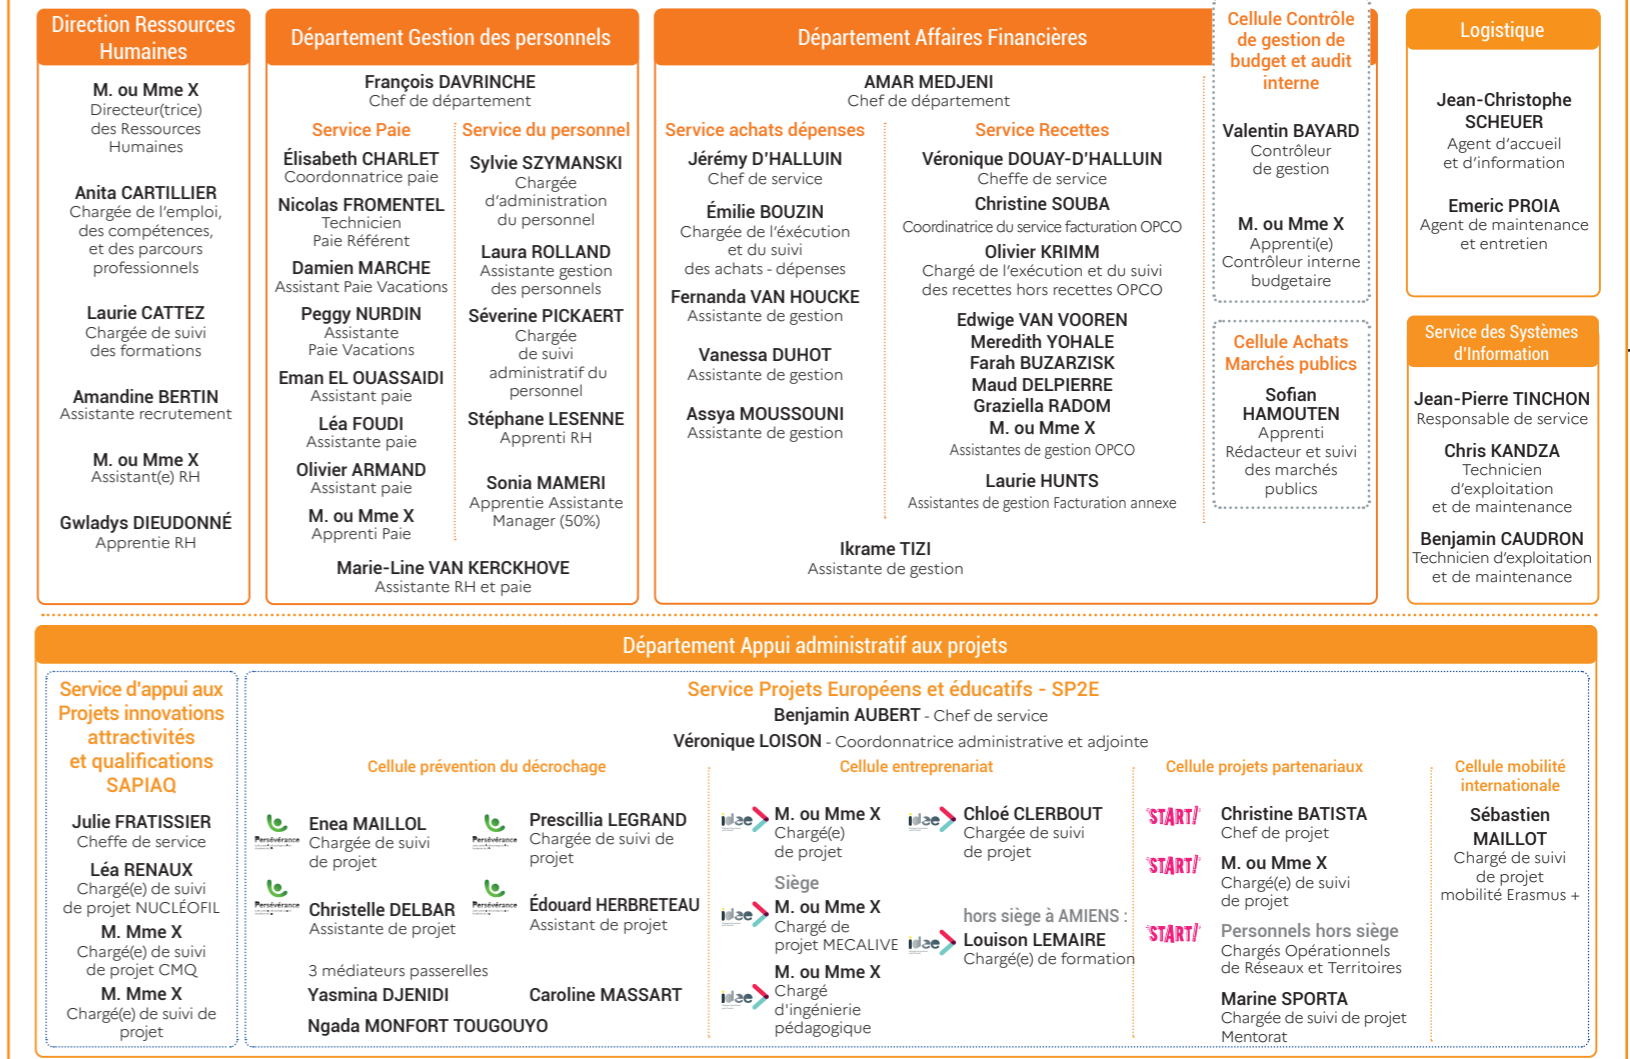 Direction Ressources
Humaines
M. ou Mme X
Directeur(trice)
des Ressources
Humaines
Anita CARTILLIER
Chargée de l'emploi,
des compétences,
et des parcours
professionnels
Laurie CATTEZ
Chargée de suivi
des formations
Amandine BERTIN
Assistante recrutement
M. ou Mme X
Assistant(e) RH
Gwladys DIEUDONNÉ
Apprentie RH
Département Gestion des personnels
François DAVRINCHE
Chef de département
Service Paie
Élisabeth CHARLET
Coordonnatrice paie
Nicolas FROMENTEL
Technicien
Paie Référent
Damien MARCHE
Assistant Paie Vacations
Peggy NURDIN
Assistante
Paie Vacations
Eman EL OUASSAIDI
Assistant paie
Léa FOUDI
Assistante paie
Olivier ARMAND
Assistant paie
M. ou Mme X
Apprenti Paie
Service du personnel
Sylvie SZYMANSKI
Chargée
d'administration
du personnel
Laura ROLLAND
Assistante gestion
des personnels
Séverine PICKAERT
Chargée
de suivi
administratif du
personnel
Stéphane LESENNE
Apprenti RH
Sonia MAMERI
Apprentie Assistante
Manager (50%)
Marie-Line VAN KERCKHOVE
Assistante RH et paie
Département Affaires Financières
AMAR MEDJENI
Chef de département
Service achats dépenses
Jérémy D'HALLUIN
Chef de service
Émilie BOUZIN
Chargée de l'éxécution
et du suivi
des achats - dépenses
Fernanda VAN HOUCKE
Assistante de gestion
Vanessa DUHOT
Assistante de gestion
Assya MOUSSOUNI
Assistante de gestion
Service Recettes
Véronique DOUAY-D'HALLUIN
Cheffe de service
Christine SOUBA
Coordinatrice du service facturation OPCO
Olivier KRIMM
Chargé de l'exécution et du suivi
des recettes hors recettes OPCO
Edwige VAN VOOREN
Meredith YOHALE
Farah BUZARZISK
Maud DELPIERRE
Graziella RADOM
M. ou Mme X
Assistantes de gestion OPCO
Laurie HUNTS
Assistantes de gestion Facturation annexe
Ikrame TIZI
Assistante de gestion
Cellule Contrôle
de gestion de
budget et audit
interne
Valentin BAYARD
Contrôleur
de gestion
M. ou Mme X
Apprenti(e)
Contrôleur interne
budgetaire
Cellule Achats
Marchés publics
Sofian
HAMOUTEN
Apprenti
Rédacteur et suivi
des marchés
publics
Logistique
Jean-Christophe
SCHEUER
Agent d'accueil
et d'information
Emeric PROIA
Agent de maintenance
et entretien
Service des Systèmes
d'Information
Jean-Pierre TINCHON
Responsable de service
Chris KANDZA
Technicien
d'exploitation
et de maintenance
Benjamin CAUDRON
Technicien d'exploitation
et de maintenance
Département Appui administratif aux projets
Service d'appui aux
Projets innovations
attractivités
et qualifications
SAPIAQ
Julie FRATISSIER
Cheffe de service
Léa RENAUX
Chargé(e) de suivi
de projet NUCLÉOFIL
M. Mme X
Chargé(e) de suivi
de projet CMQ
M. Mme X
Chargé(e) de suivi de
projet
Service Projets Européens et éducatifs - SP2E
Benjamin AUBERT - Chef de service
Véronique LOISON - Coordonnatrice administrative et adjointe
Cellule prévention du décrochage
Persévérance
Enea MAILLOL
Chargée de suivi
de projet
Persévérance
Prescillia LEGRAND
Chargée de suivi de
projet
Persévérance
Christelle DELBAR
Assistante de projet
Persévérance
Édouard HERBRETEAU
Assistant de projet
3 médiateurs passerelles
Yasmina DJENIDI
Caroline MASSART
Ngada MONFORT TOUGOUYO
Cellule entreprenariat
idae
M. ou Mme X
Chargé(e)
de projet
Siège
idae
M. ou Mme X
Chargé de
projet MECALIVE
idae
M. ou Mme X
Chargé
d'ingénierie
pédagogique
idae
Chloé CLERBOUT
Chargée de suivi
de projet
hors siège à AMIENS :
idae
Louison LEMAIRE
Chargé(e) de formation
Cellule projets partenariaux
START!
Christine BATISTA
Chef de projet
START!
M. ou Mme X
Chargé(e) de suivi
de projet
START!
Personnels hors siège
Chargés Opérationnels
de Réseaux et Territoires
Marine SPORTA
Chargée de suivi de projet
Mentorat
Cellule mobilité
internationale
Sébastien
MAILLOT
Chargé de suivi
de projet
mobilité Erasmus +